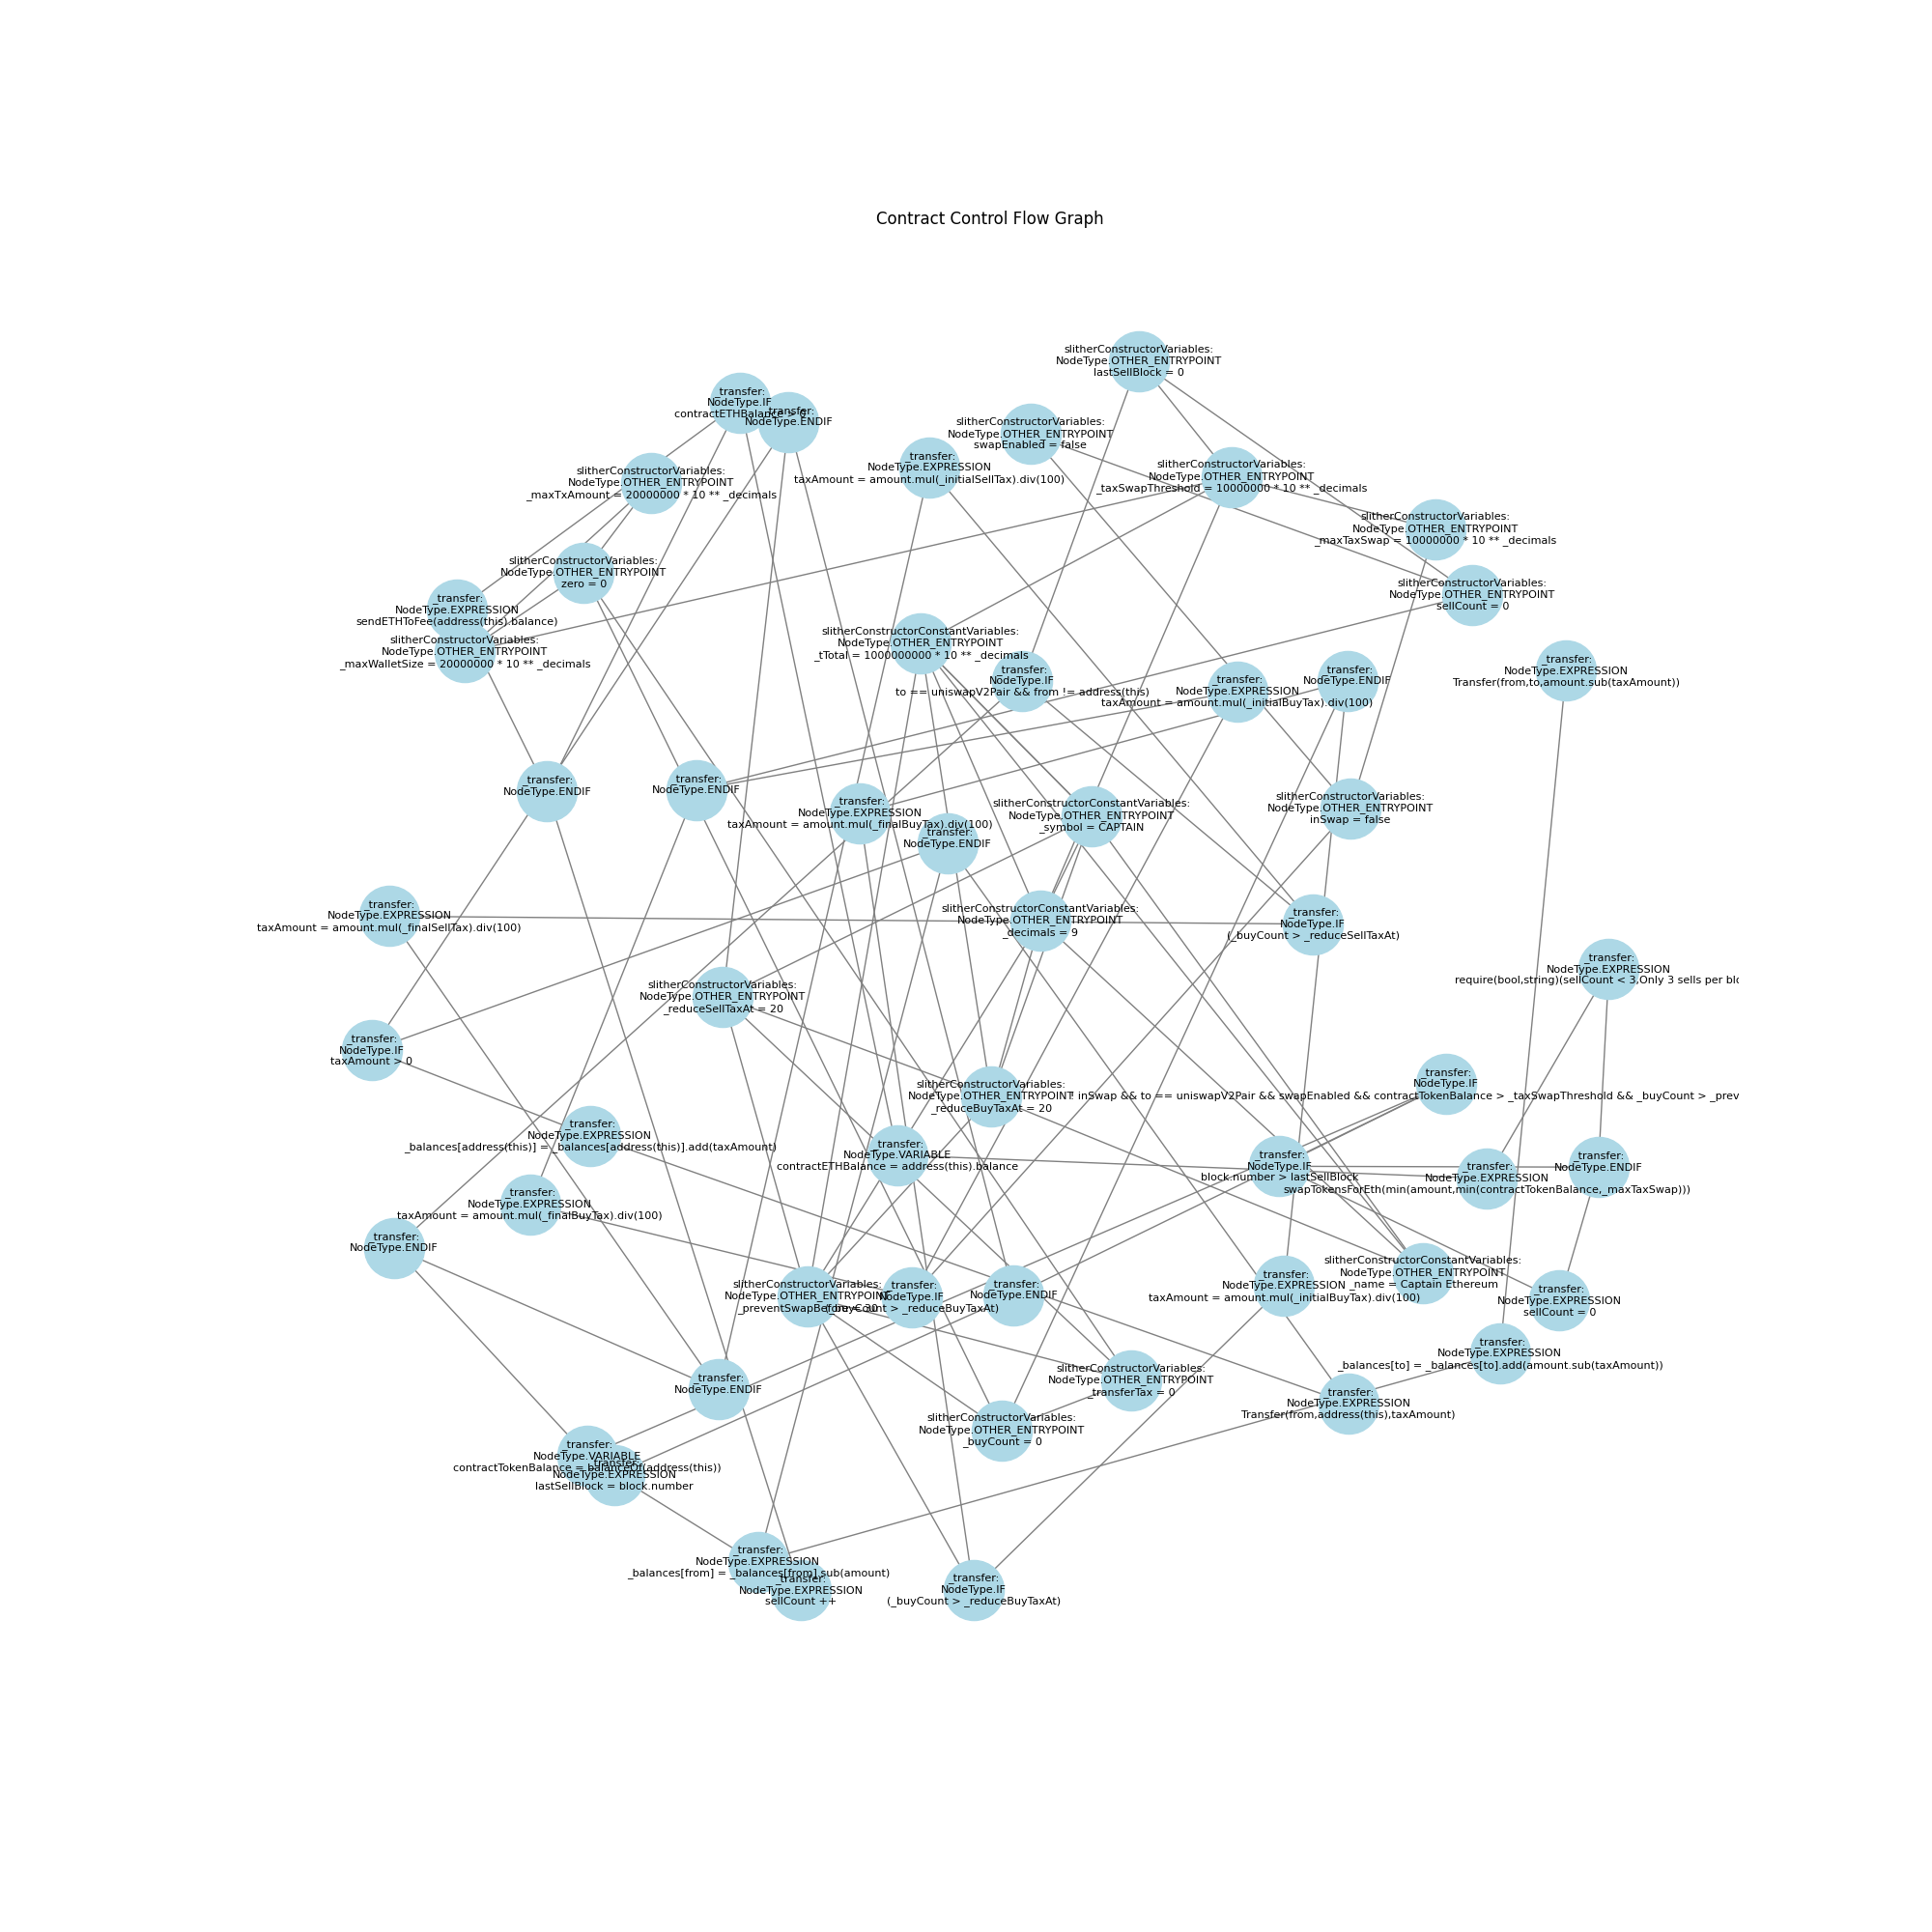 Contract Control Flow Graph
slitherConstructorVariables:
NodeType.OTHER_ENTRYPOINT
lastSellBlock = 0
_transfer:
NodeType.IF
contractETHBalance > 0
_transfer:
NodeType.ENDIF
slitherConstructorVariables:
NodeType.OTHER_ENTRYPOINT
swapEnabled = false
_transfer:
NodeType.EXPRESSION
taxAmount = amount.mul(_initialSellTax).div(100)
slitherConstructorVariables:
NodeType.OTHER_ENTRYPOINT
_taxSwapThreshold = 10000000 * 10 ** _decimals
slitherConstructorVariables:
NodeType.OTHER_ENTRYPOINT
_maxTxAmount = 20000000 * 10 ** _decimals
slitherConstructorVariables:
NodeType.OTHER_ENTRYPOINT
_maxTaxSwap = 10000000 * 10 ** _decimals
slitherConstructorVariables:
NodeType.OTHER_ENTRYPOINT
zero = 0
slitherConstructorVariables:
NodeType.OTHER_ENTRYPOINT
sellCount = 0
_transfer:
NodeType.EXPRESSION
sendETHToFee(address(this).balance)
slitherConstructorVariables:
NodeType.OTHER_ENTRYPOINT
_maxWalletSize = 20000000 * 10 ** _decimals
slitherConstructorConstantVariables:
NodeType.OTHER_ENTRYPOINT
_tTotal = 1000000000 * 10 ** _decimals
_transfer:
NodeType.IF
to == uniswapV2Pair && from != address(this)
_transfer:
NodeType.EXPRESSION
taxAmount = amount.mul(_initialBuyTax).div(100)
_transfer:
NodeType.ENDIF
_transfer:
NodeType.EXPRESSION
Transfer(from,to,amount.sub(taxAmount))
_transfer:
NodeType.ENDIF
_transfer:
NodeType.ENDIF
_transfer:
NodeType.EXPRESSION
taxAmount = amount.mul(_finalBuyTax).div(100)
_transfer:
NodeType.ENDIF
slitherConstructorConstantVariables:
NodeType.OTHER_ENTRYPOINT
_symbol = CAPTAIN
slitherConstructorVariables:
NodeType.OTHER_ENTRYPOINT
inSwap = false
_transfer:
NodeType.EXPRESSION
taxAmount = amount.mul(_finalSellTax).div(100)
slitherConstructorConstantVariables:
NodeType.OTHER_ENTRYPOINT
_decimals = 9
_transfer:
NodeType.IF
(_buyCount > _reduceSellTaxAt)
_transfer:
NodeType.EXPRESSION
require(bool,string)(sellCount < 3,Only 3 sells per blo
slitherConstructorVariables:
NodeType.OTHER_ENTRYPOINT
_reduceSellTaxAt = 20
_transfer:
NodeType.IF
taxAmount > 0
slitherConstructorVariables:
NodeType.OTHER_ENTRYPOINT
_reduceBuyTaxAt = 20
_transfer:
NodeType.IF
! inSwap && to == uniswapV2Pair && swapEnabled && contractTokenBalance > _taxSwapThreshold && _buyCount > _prev
_transfer:
NodeType.EXPRESSION
_balances[address(this)] = _balances[address(this)].add(taxAmount)
_transfer:
NodeType.VARIABLE
contractETHBalance = address(this).balance
_transfer:
NodeType.IF
block.number > lastSellBlock
_transfer:
NodeType.EXPRESSION
swapTokensForEth(min(amount,min(contractTokenBalance,_maxTaxSwap)))
_transfer:
NodeType.ENDIF
_transfer:
NodeType.EXPRESSION
taxAmount = amount.mul(_finalBuyTax).div(100)
_transfer:
NodeType.ENDIF
slitherConstructorVariables:
NodeType.OTHER_ENTRYPOINT
_preventSwapBefore = 30
_transfer:
NodeType.IF
(_buyCount > _reduceBuyTaxAt)
_transfer:
NodeType.ENDIF
_transfer:
NodeType.EXPRESSION
taxAmount = amount.mul(_initialBuyTax).div(100)
slitherConstructorConstantVariables:
NodeType.OTHER_ENTRYPOINT
_name = Captain Ethereum
_transfer:
NodeType.EXPRESSION
sellCount = 0
_transfer:
NodeType.EXPRESSION
_balances[to] = _balances[to].add(amount.sub(taxAmount))
_transfer:
NodeType.ENDIF
slitherConstructorVariables:
NodeType.OTHER_ENTRYPOINT
_transferTax = 0
_transfer:
NodeType.EXPRESSION
Transfer(from,address(this),taxAmount)
slitherConstructorVariables:
NodeType.OTHER_ENTRYPOINT
_buyCount = 0
_transfer:
NodeType.VARIABLE
contractTokenBalance = balanceOf(address(this))
_transfer:
NodeType.EXPRESSION
lastSellBlock = block.number
_transfer:
NodeType.EXPRESSION
_balances[from] = _balances[from].sub(amount)
_transfer:
NodeType.EXPRESSION
sellCount ++
_transfer:
NodeType.IF
(_buyCount > _reduceBuyTaxAt)